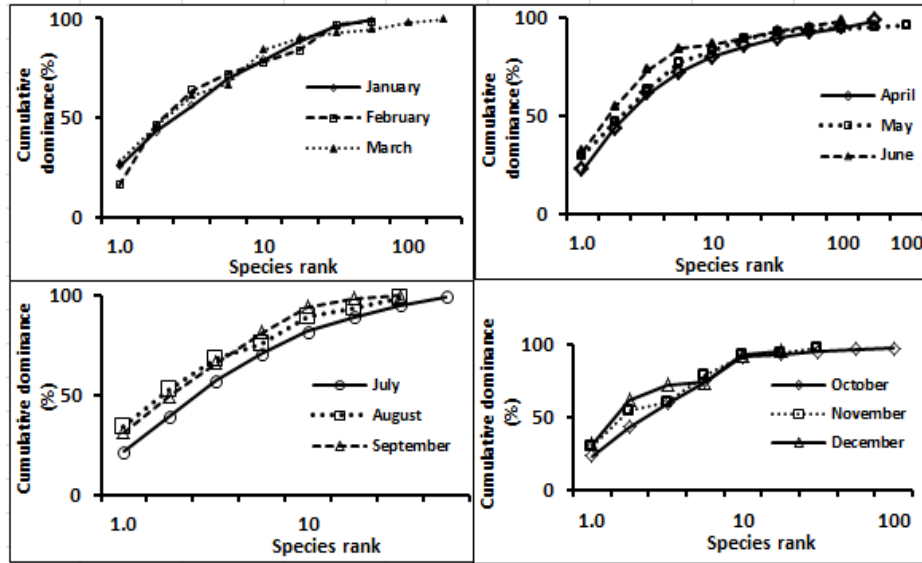 Cumulative
dominance(%)
100
50
0
January
February
March
1.0
10
100
Species rank
Cumulative
dominance(%)
100
50
0
April
May
June
1.0
10
100
100
Species rank
Cumulative dominance
(%)
100
50
0
July
August
September
1.0
10
Species rank
Cumulative dominance
(%)
100
50
0
October
November
December
1.0
10
100
Species rank